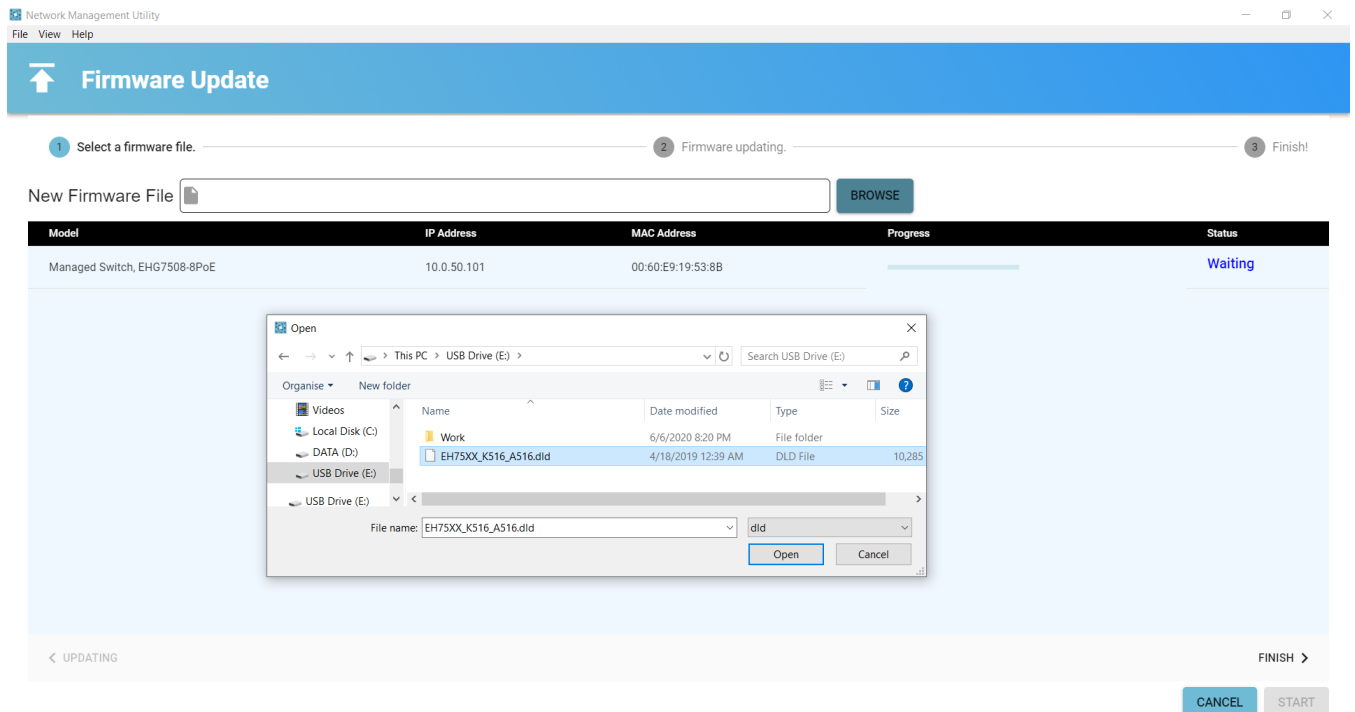 Network Management Utility
File View Help
Firmware Update
1 Select a firmware file. 2 Firmware updating. 3 Finish!
New Firmware File BROWSE
Model IP Address MAC Address Progress Status
Managed Switch, EHG7508-8PoE 10.0.50.101 00:60:E9:19:53:8B Waiting
Open
This PC > USB Drive (E:) > Search USB Drive (E:)
Organise New folder ?
Videos Name Date modified Type Size
Local Disk (C:) Work 6/6/2020 8:20 PM File folder
DATA (D:) EH75XX_K516_A516.dld 4/18/2019 12:39 AM DLD File 10,285
USB Drive (E:)
USB Drive (E:)
File name: EH75XX_K516_A516.dld dld
Open Cancel
UPDATING FINISH
CANCEL START